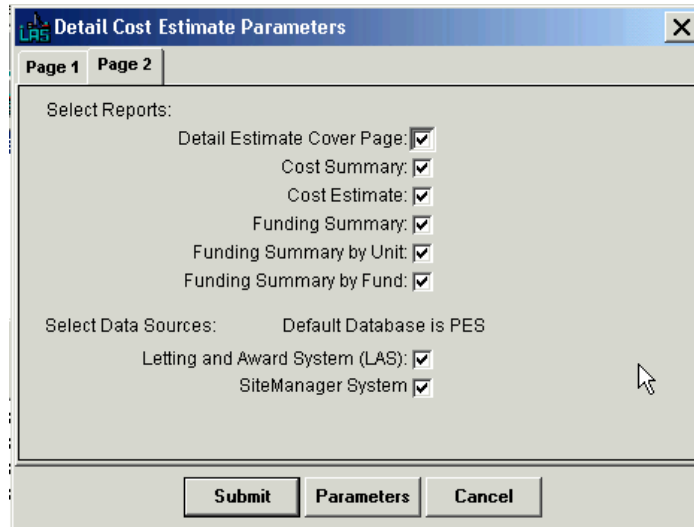 LAS Detail Cost Estimate Parameters
Page 1 Page 2
Select Reports:
Detail Estimate Cover Page:
Cost Summary:
Cost Estimate:
Funding Summary:
Funding Summary by Unit:
Funding Summary by Fund:
Select Data Sources: Default Database is PES
Letting and Award System (LAS):
SiteManager System
Submit Parameters Cancel